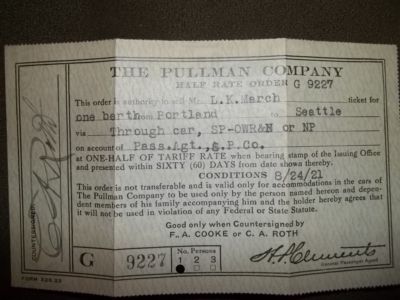 THE PULLMAN COMPANY
HALF RATE ORDER G 9227
This order is authority to sell Mr. L.K.March ticket for
one berth from Portland to Seattle
via Through car, SP-OWR&N or NP
on account of Pass.Agt., S.P.Co.
at ONE-HALF OF TARIFF RATE when bearing stamp of Issuing Office
and presented within SIXTY (60) DAYS from date shown thereby.
CONDITIONS 8/24/21
This order is not transferable and is valid only for accommodations in the cars of
The Pullman Company to be used only by the person named hereon and depen-
dent members of his family accompanying him and the holder hereby agrees that
it will not be used in violation of any Federal or State Statute.
Good only when Countersigned by
F. A. COOKE or C. A. ROTH
COUNTERSIGNED
G 9227
No. Persons
1 2 3
General Passenger Agent